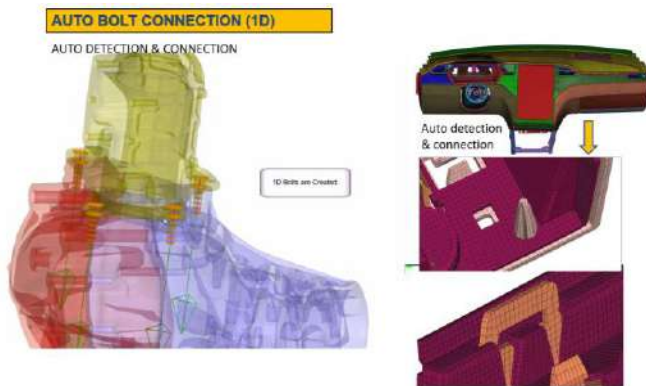 AUTO BOLT CONNECTION (1D)
AUTO DETECTION & CONNECTION
1D Bolts are Created
Auto detection
& connection